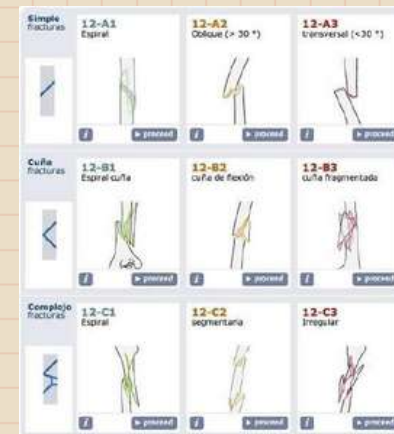 Simple
fracturas
12-A1
Espiral
12-A2
Oblique (> 30 °)
12-A3
transversal (<30 °)
i
▸ proceed
i
▸ proceed
i
▸ proceed
Cuña
fracturas
12-B1
Espiral cuña
12-B2
cuña de flexión
12-B3
cuña fragmentada
i
▸ proceed
i
▸ proceed
i
▸ proceed
Complejo
fracturas
12-C1
Espiral
12-C2
segmentaria
12-C3
Irregular
i
▸ proceed
i
▸ proceed
i
▸ proceed